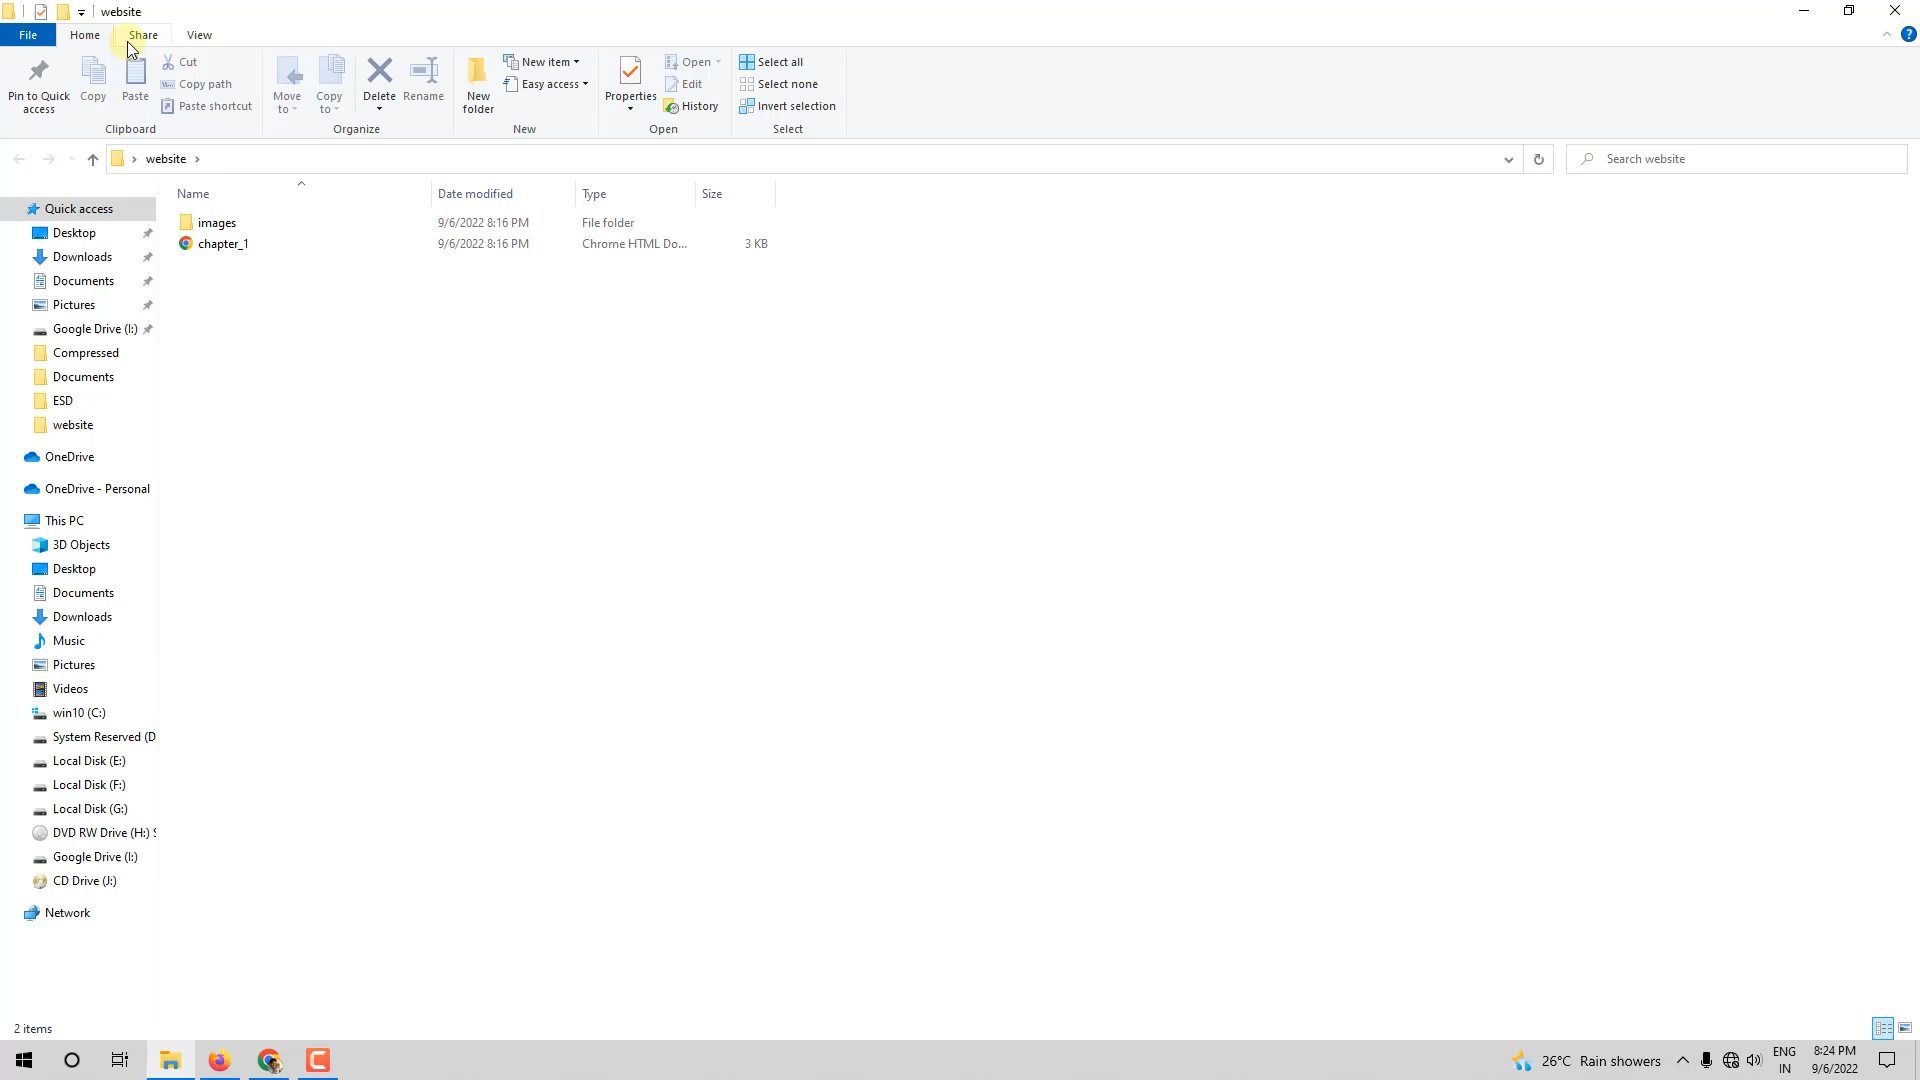 website
File Home Share View
Pin to Quick access
Copy
Paste
Cut
Copy path
Paste shortcut
Clipboard
Move to
Copy to
Delete
Rename
Organize
New folder
New item
Easy access
New
Properties
Open
Edit
History
Open
Select all
Select none
Invert selection
Select
website
Search website
Name Date modified Type Size
images 9/6/2022 8:16 PM File folder
chapter_1 9/6/2022 8:16 PM Chrome HTML Do... 3 KB
Quick access
Desktop
Downloads
Documents
Pictures
Google Drive (I:)
Compressed
Documents
ESD
website
OneDrive
OneDrive - Personal
This PC
3D Objects
Desktop
Documents
Downloads
Music
Pictures
Videos
win10 (C:)
System Reserved (D
Local Disk (E:)
Local Disk (F:)
Local Disk (G:)
DVD RW Drive (H:) S
Google Drive (I:)
CD Drive (J:)
Network
2 items
26°C Rain showers
ENG
IN
8:24 PM
9/6/2022